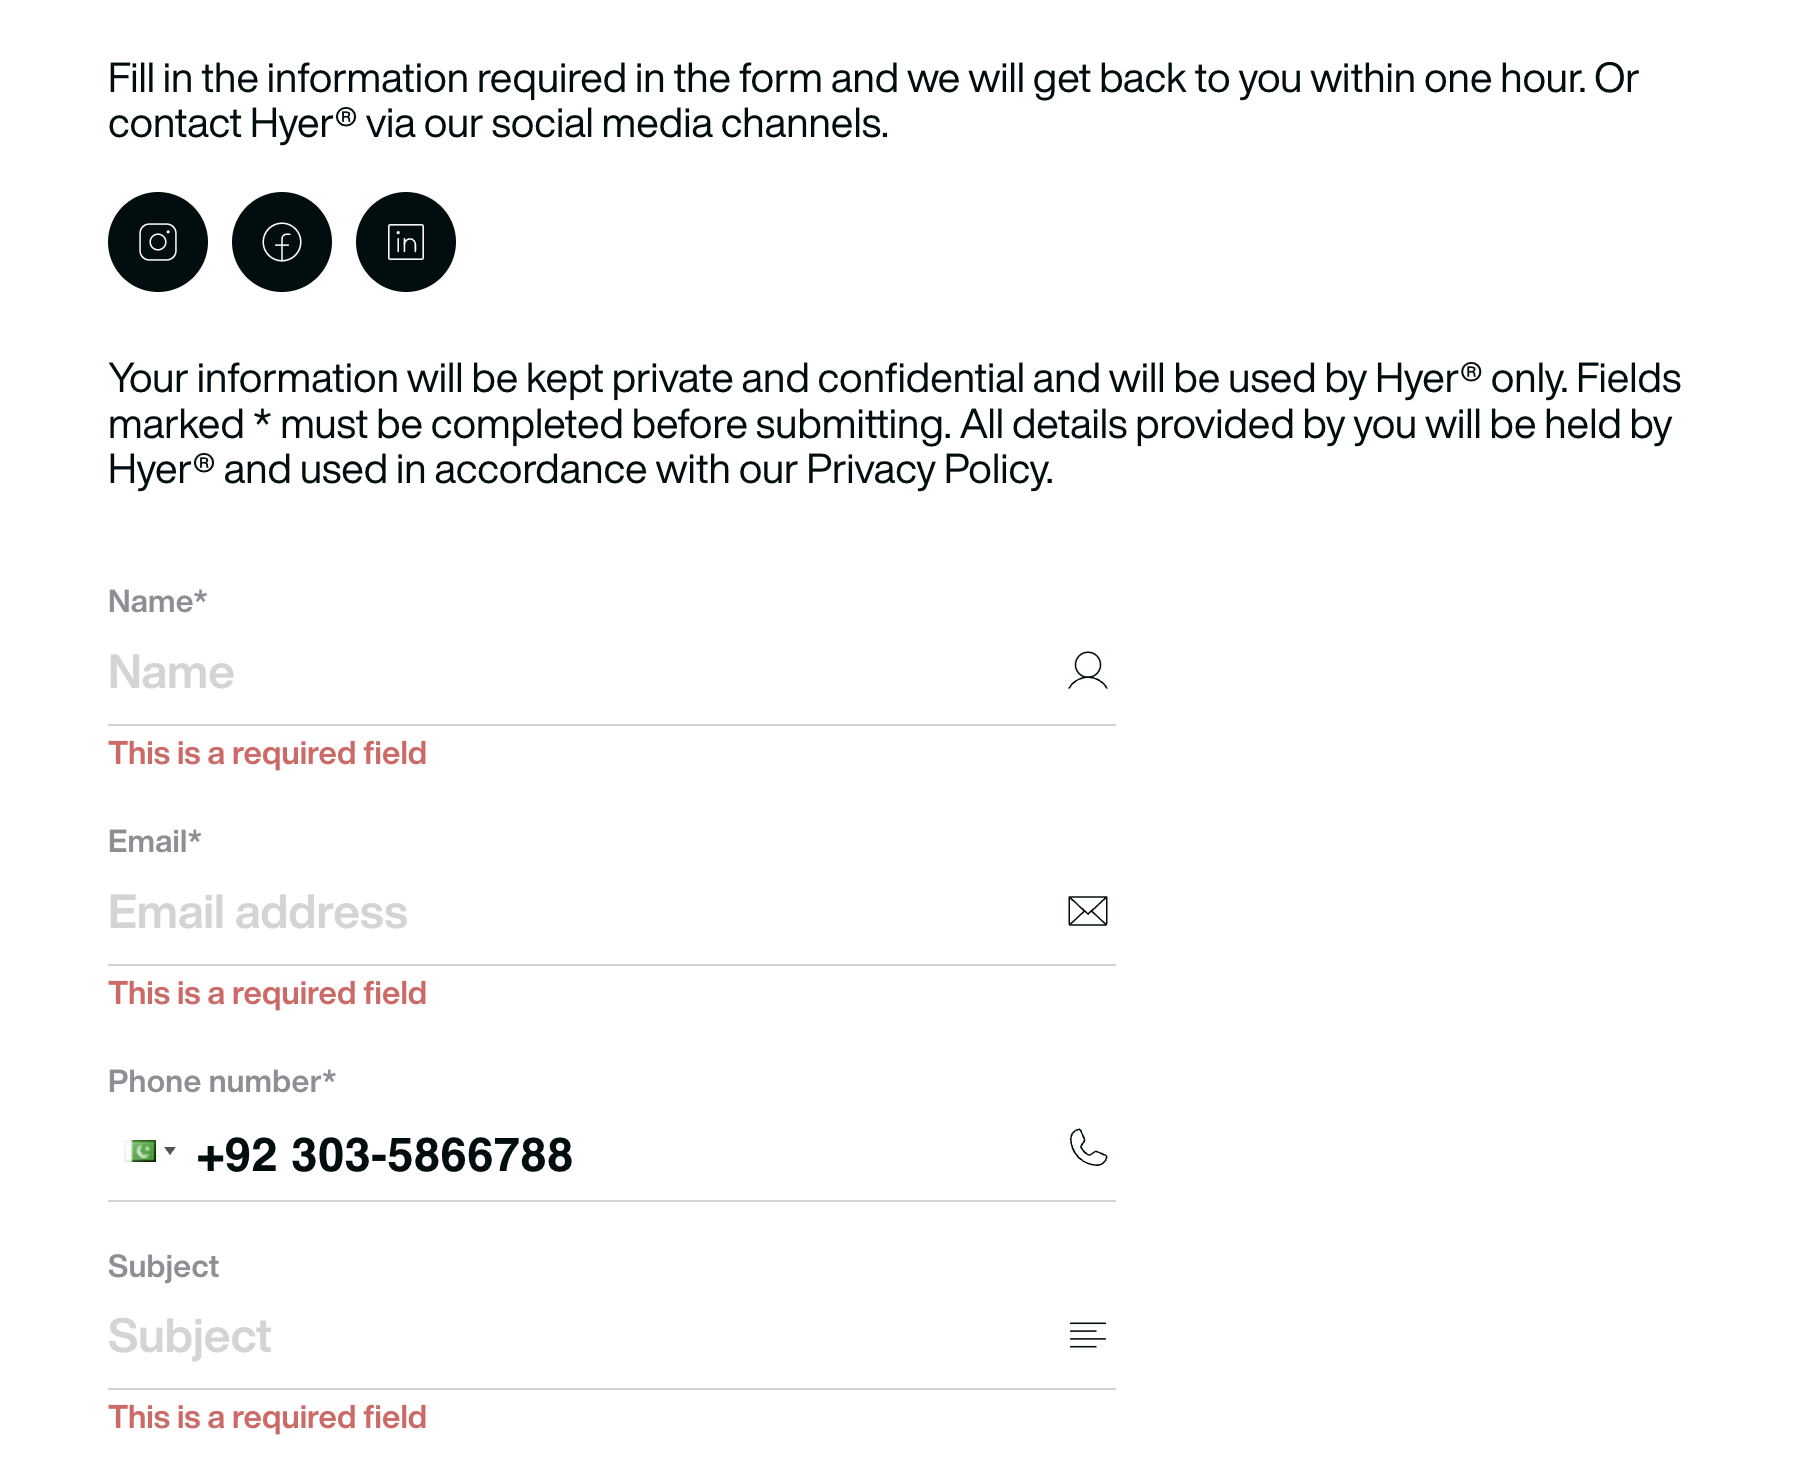 Fill in the information required in the form and we will get back to you within one hour. Or
contact Hyer® via our social media channels.
in
Your information will be kept private and confidential and will be used by Hyer® only. Fields
marked * must be completed before submitting. All details provided by you will be held by
Hyer® and used in accordance with our Privacy Policy.
Name*
Name
This is a required field
Email*
Email address
This is a required field
Phone number*
+92 303-5866788
Subject
Subject
This is a required field